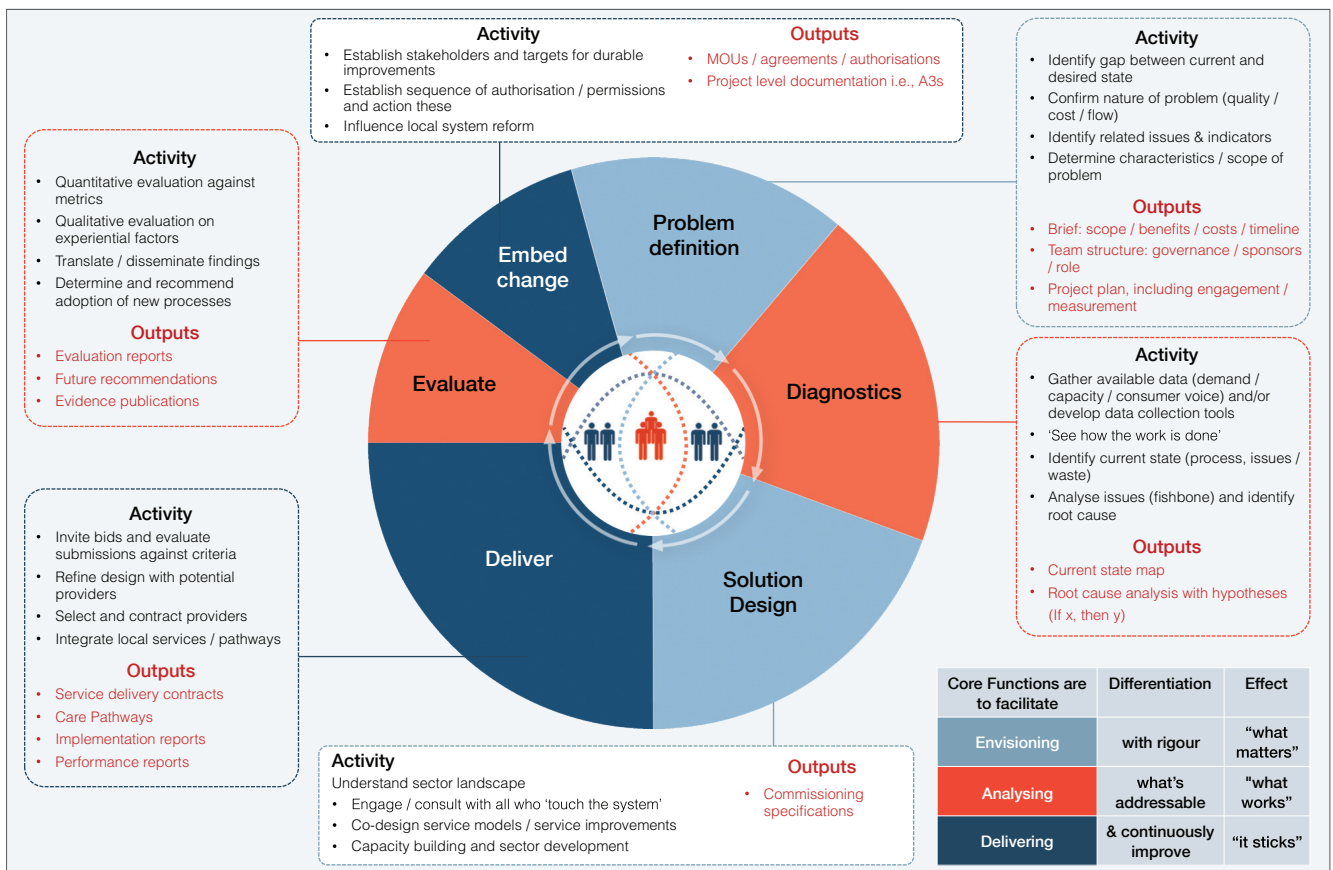 Activity
• Establish stakeholders and targets for durable
improvements
• Establish sequence of authorisation / permissions
and action these
• Influence local system reform
Outputs
• MOUs / agreements / authorisations
• Project level documentation i.e., A3s
Activity
• Identify gap between current and
desired state
• Confirm nature of problem (quality /
cost / flow)
• Identify related issues & indicators
• Determine characteristics / scope of
problem
Outputs
• Brief: scope / benefits / costs / timeline
• Team structure: governance / sponsors
/ role
• Project plan, including engagement /
measurement
Activity
• Quantitative evaluation against
metrics
• Qualitative evaluation on
experiential factors
• Translate / disseminate findings
• Determine and recommend
adoption of new processes
Outputs
• Evaluation reports
• Future recommendations
• Evidence publications
Problem
definition
Embed
change
Evaluate
Diagnostics
Deliver
Solution
Design
Activity
• Gather available data (demand /
capacity / consumer voice) and/or
develop data collection tools
• ‘See how the work is done’
• Identify current state (process, issues /
waste)
• Analyse issues (fishbone) and identify
root cause
Outputs
• Current state map
• Root cause analysis with hypotheses
(If x, then y)
Activity
• Invite bids and evaluate
submissions against criteria
• Refine design with potential
providers
• Select and contract providers
• Integrate local services / pathways
Outputs
• Service delivery contracts
• Care Pathways
• Implementation reports
• Performance reports
Activity
Understand sector landscape
• Engage / consult with all who ‘touch the system’
• Co-design service models / service improvements
• Capacity building and sector development
Outputs
• Commissioning
specifications
Core Functions are
to facilitate
Differentiation
Effect
Envisioning
with rigour
“what
matters”
Analysing
what’s
addressable
"what
works”
Delivering
& continuously
improve
“it sticks”